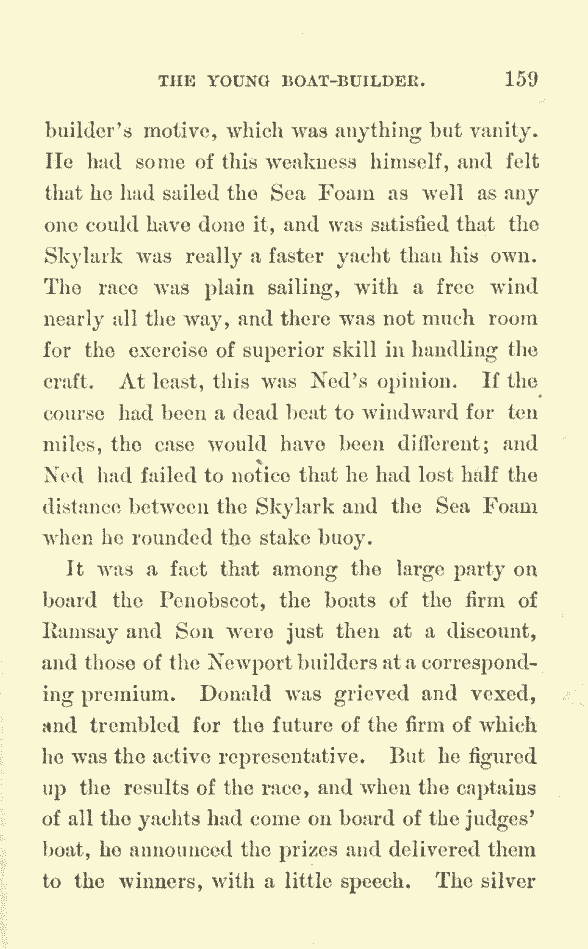 THE YOUNG BOAT-BUILDER. 159
builder's motive, which was anything but vanity.
He had some of this weakness himself, and felt
that he had sailed the Sea Foam as well as any
one could have done it, and was satisfied that the
Skylark was really a faster yacht than his own.
The race was plain sailing, with a free wind
nearly all the way, and there was not much room
for the exercise of superior skill in handling the
craft. At least, this was Ned's opinion. If the
course had been a dead beat to windward for ten
miles, the case would have been different; and
Ned had failed to notice that he had lost half the
distance between the Skylark and the Sea Foam
when he rounded the stake buoy.
It was a fact that among the large party on
board the Penobscot, the boats of the firm of
Ramsay and Son were just then at a discount,
and those of the Newport builders at a correspond-
ing premium. Donald was grieved and vexed,
and trembled for the future of the firm of which
he was the active representative. But he figured
up the results of the race, and when the captains
of all the yachts had come on board of the judges'
boat, he announced the prizes and delivered them
to the winners, with a little speech. The silver